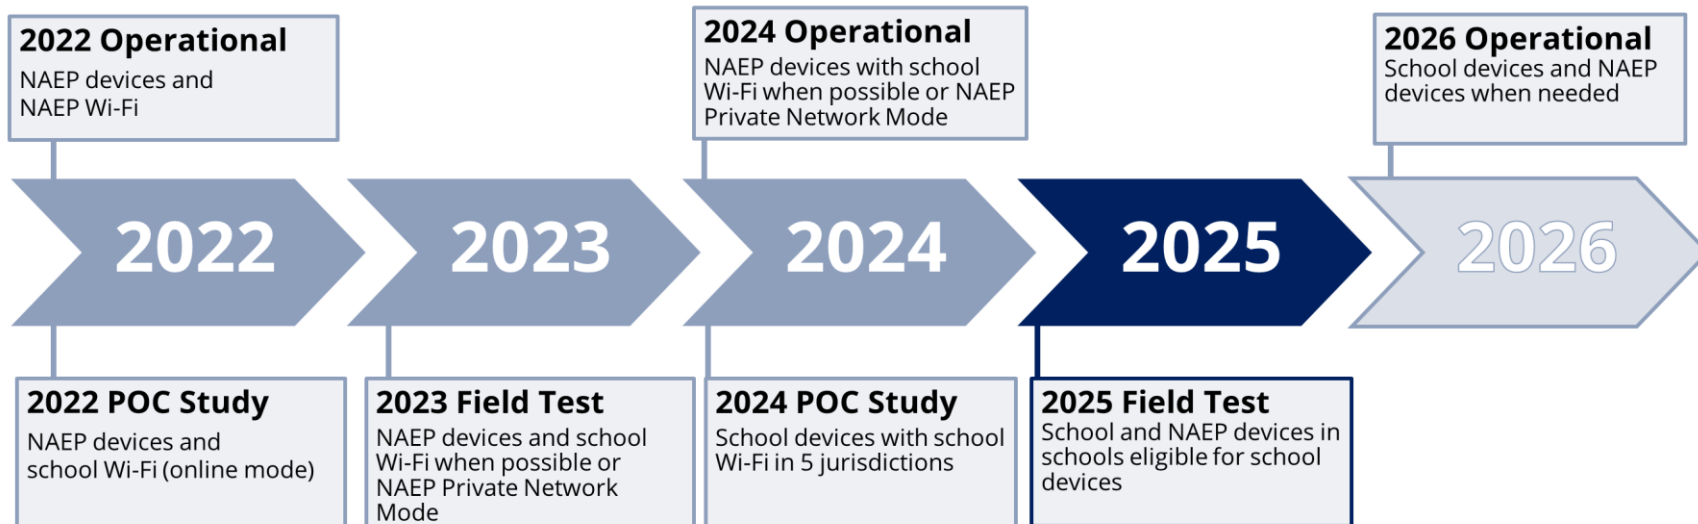 2022 Operational
NAEP devices and
NAEP Wi-Fi
2024 Operational
NAEP devices with school
Wi-Fi when possible or NAEP
Private Network Mode
2026 Operational
School devices and NAEP
devices when needed
2022
2023
2024
2025
2026
2022 POC Study
NAEP devices and
school Wi-Fi (online mode)
2023 Field Test
NAEP devices and school
Wi-Fi when possible or
NAEP Private Network
Mode
2024 POC Study
School devices with school
Wi-Fi in 5 jurisdictions
2025 Field Test
School and NAEP devices in
schools eligible for school
devices